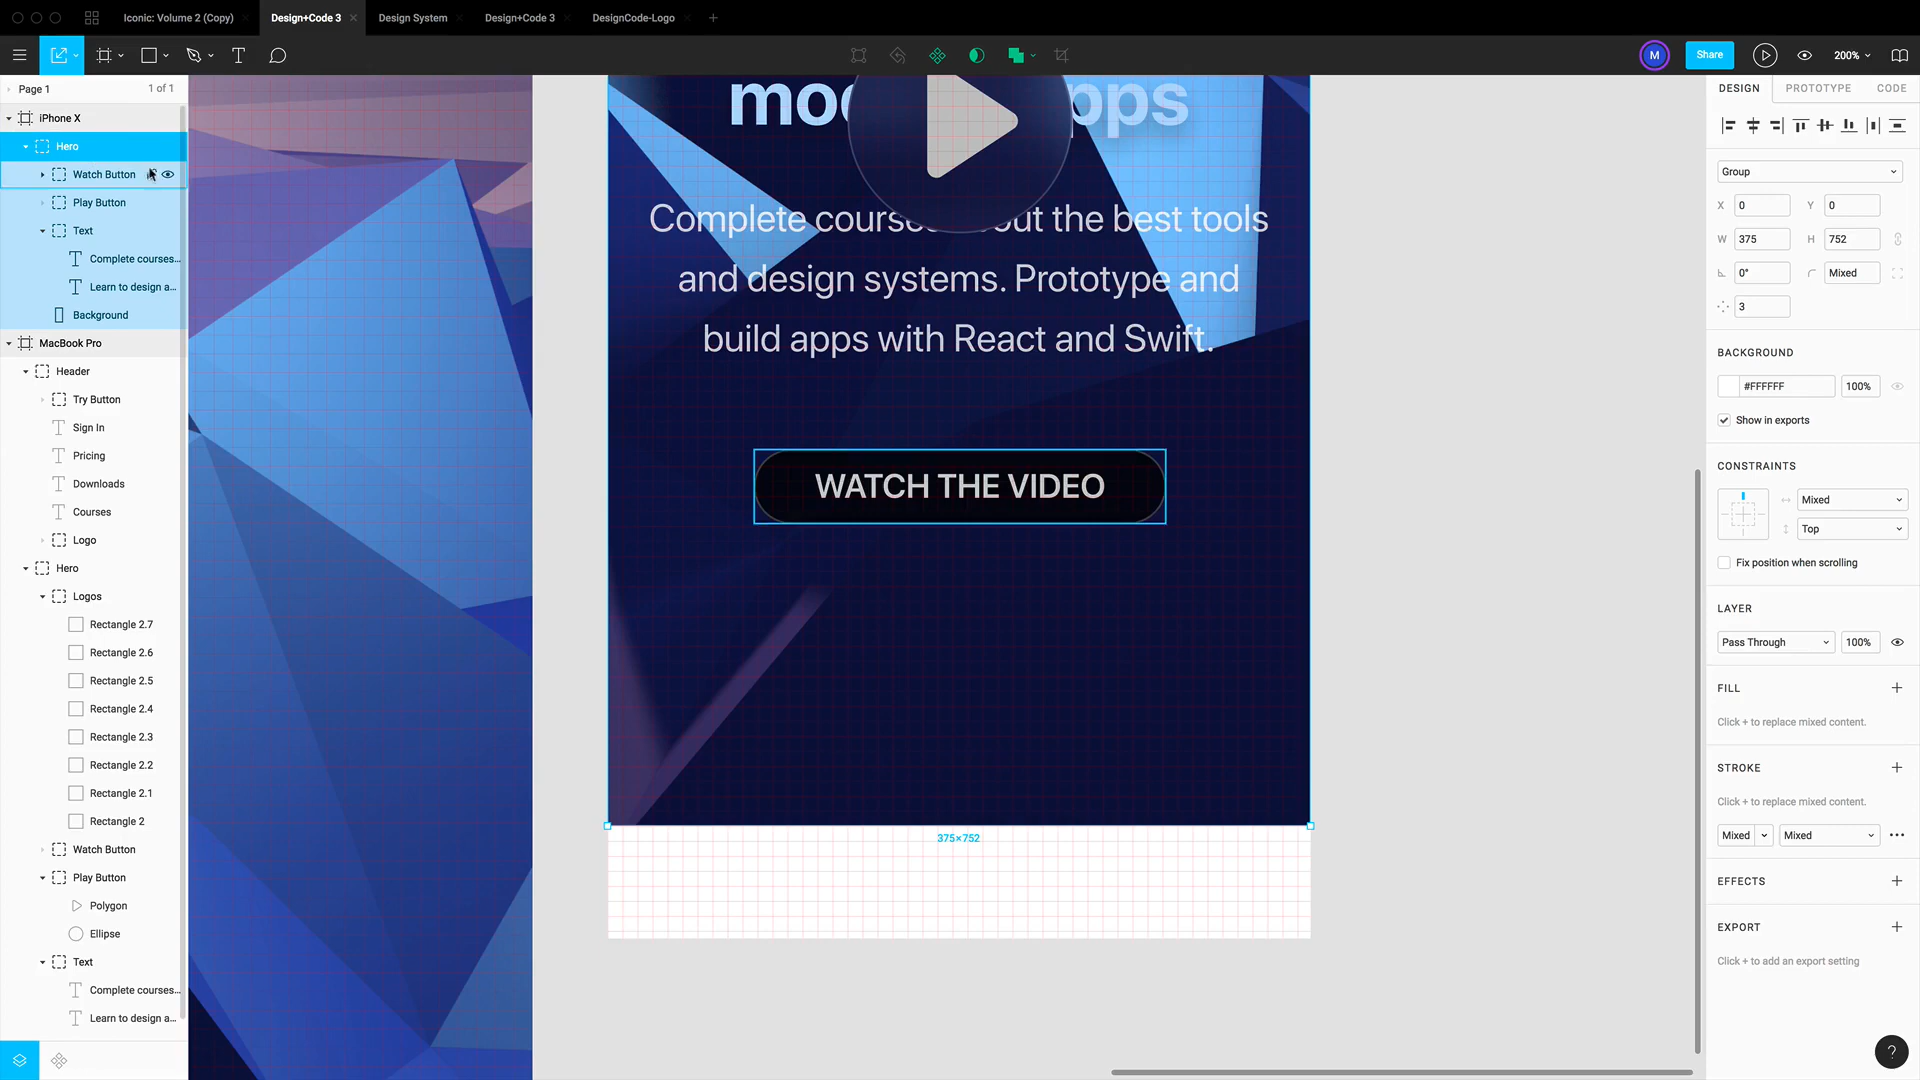 Iconic: Volume 2 (Copy)
Design+Code 3
Design System
Design+Code 3
DesignCode-Logo
M
Share
200%
Page 1
1 of 1
iPhone X
Hero
Watch Button
Play Button
Text
Complete courses...
Learn to design a...
Background
MacBook Pro
Header
Try Button
Sign In
Pricing
Downloads
Courses
Logo
Hero
Logos
Rectangle 2.7
Rectangle 2.6
Rectangle 2.5
Rectangle 2.4
Rectangle 2.3
Rectangle 2.2
Rectangle 2.1
Rectangle 2
Watch Button
Play Button
Polygon
Ellipse
Text
Complete courses...
Learn to design a...
Complete courses the best tools
and design systems. Prototype and
build apps with React and Swift.
WATCH THE VIDEO
375×752
DESIGN
PROTOTYPE
CODE
Group
X 0 Y 0
W 375 H 752
0° Mixed
3
BACKGROUND
#FFFFFF 100%
Show in exports
CONSTRAINTS
Mixed
Top
Fix position when scrolling
LAYER
Pass Through 100%
FILL
Click + to replace mixed content.
STROKE
Click + to replace mixed content.
Mixed Mixed
EFFECTS
EXPORT
Click + to add an export setting
?